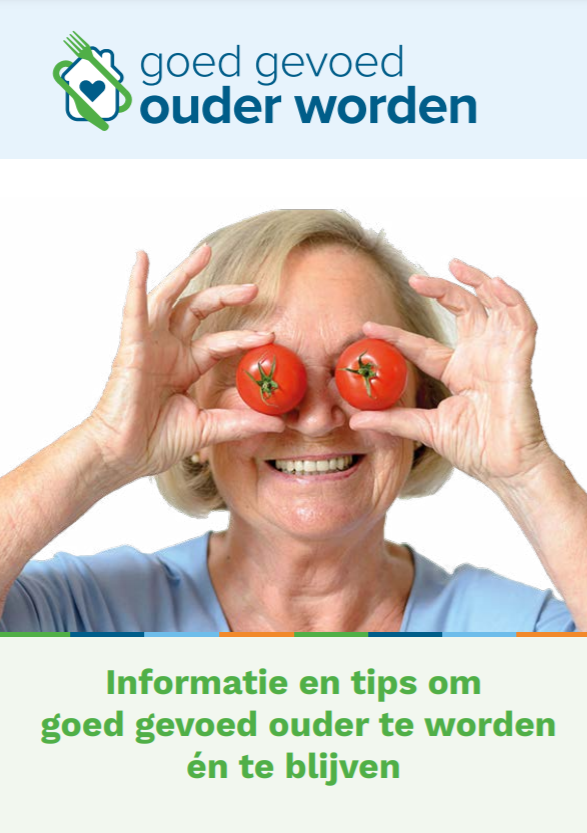 goed gevoed
ouder worden
Informatie en tips om
goed gevoed ouder te worden
én te blijven